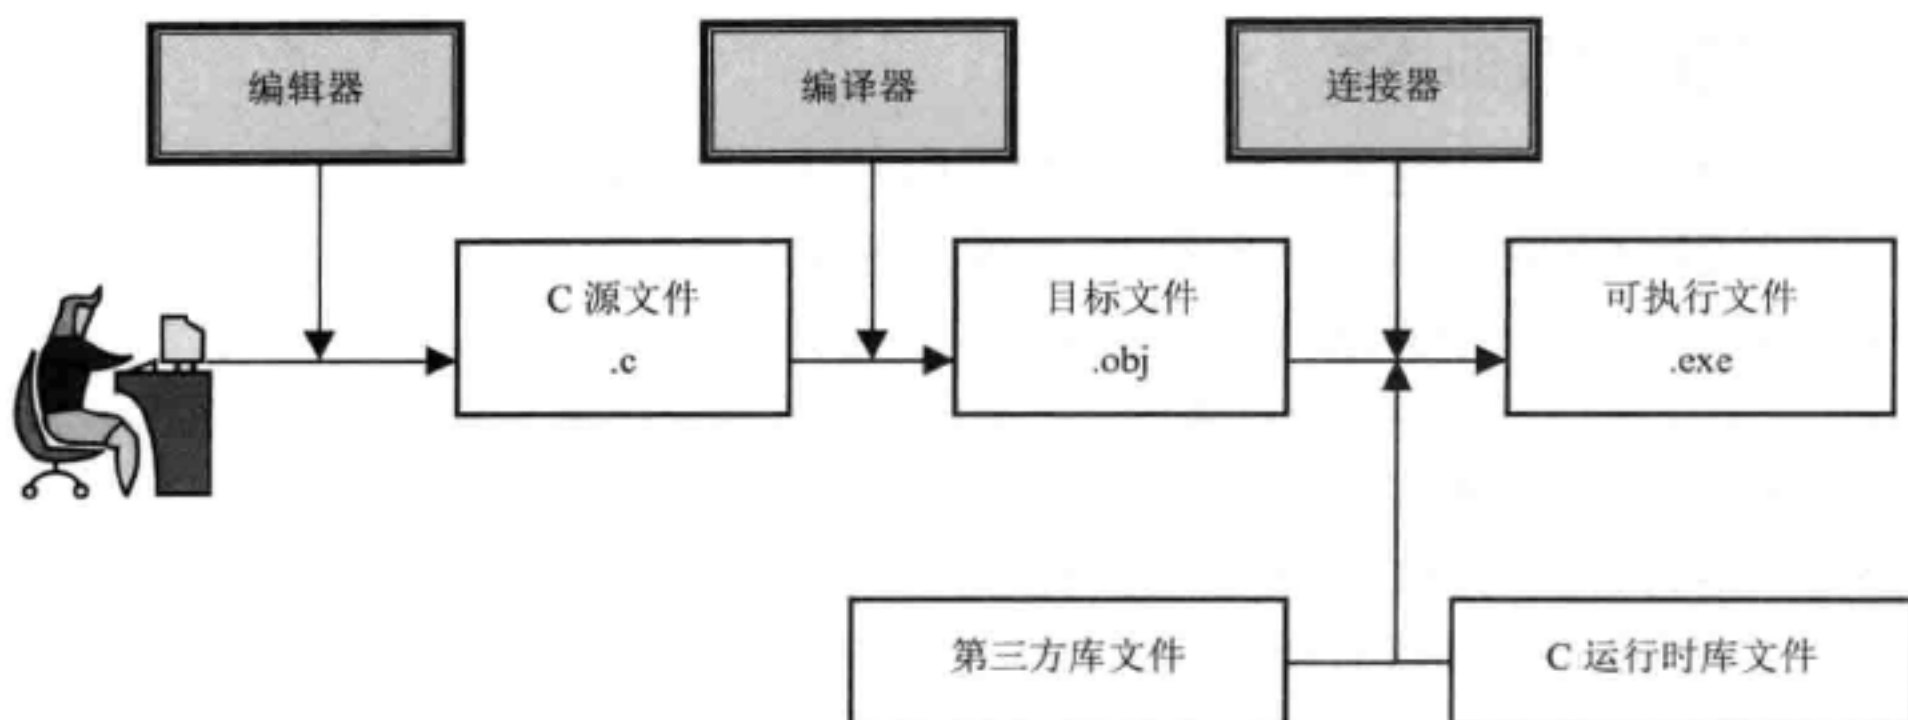 编辑器
编译器
连接器
C 源文件
.c
目标文件
.obj
可执行文件
.exe
第三方库文件
C 运行时库文件